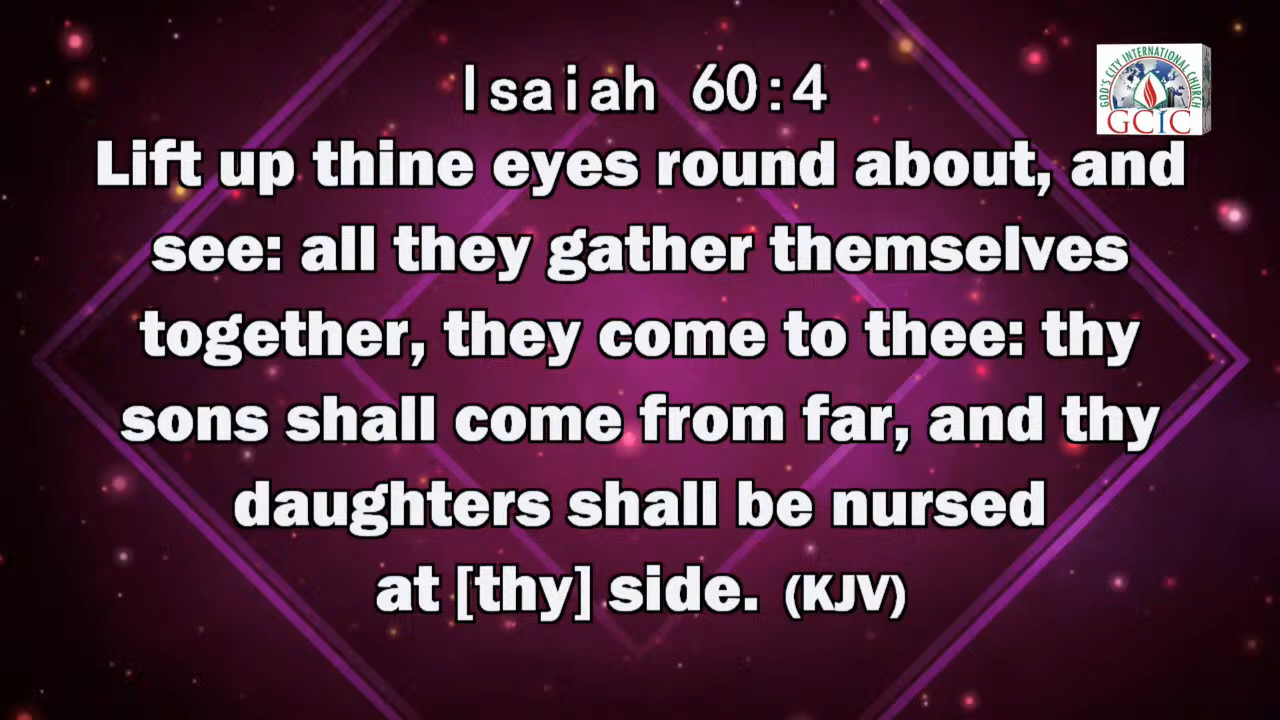 Isaiah 60:4
GOD'S CITY INTERNATIONAL CHURCH
GCIC
Lift up thine eyes round about, and
see: all they gather themselves
together, they come to thee: thy
sons shall come from far, and thy
daughters shall be nursed
at [thy] side. (KJV)